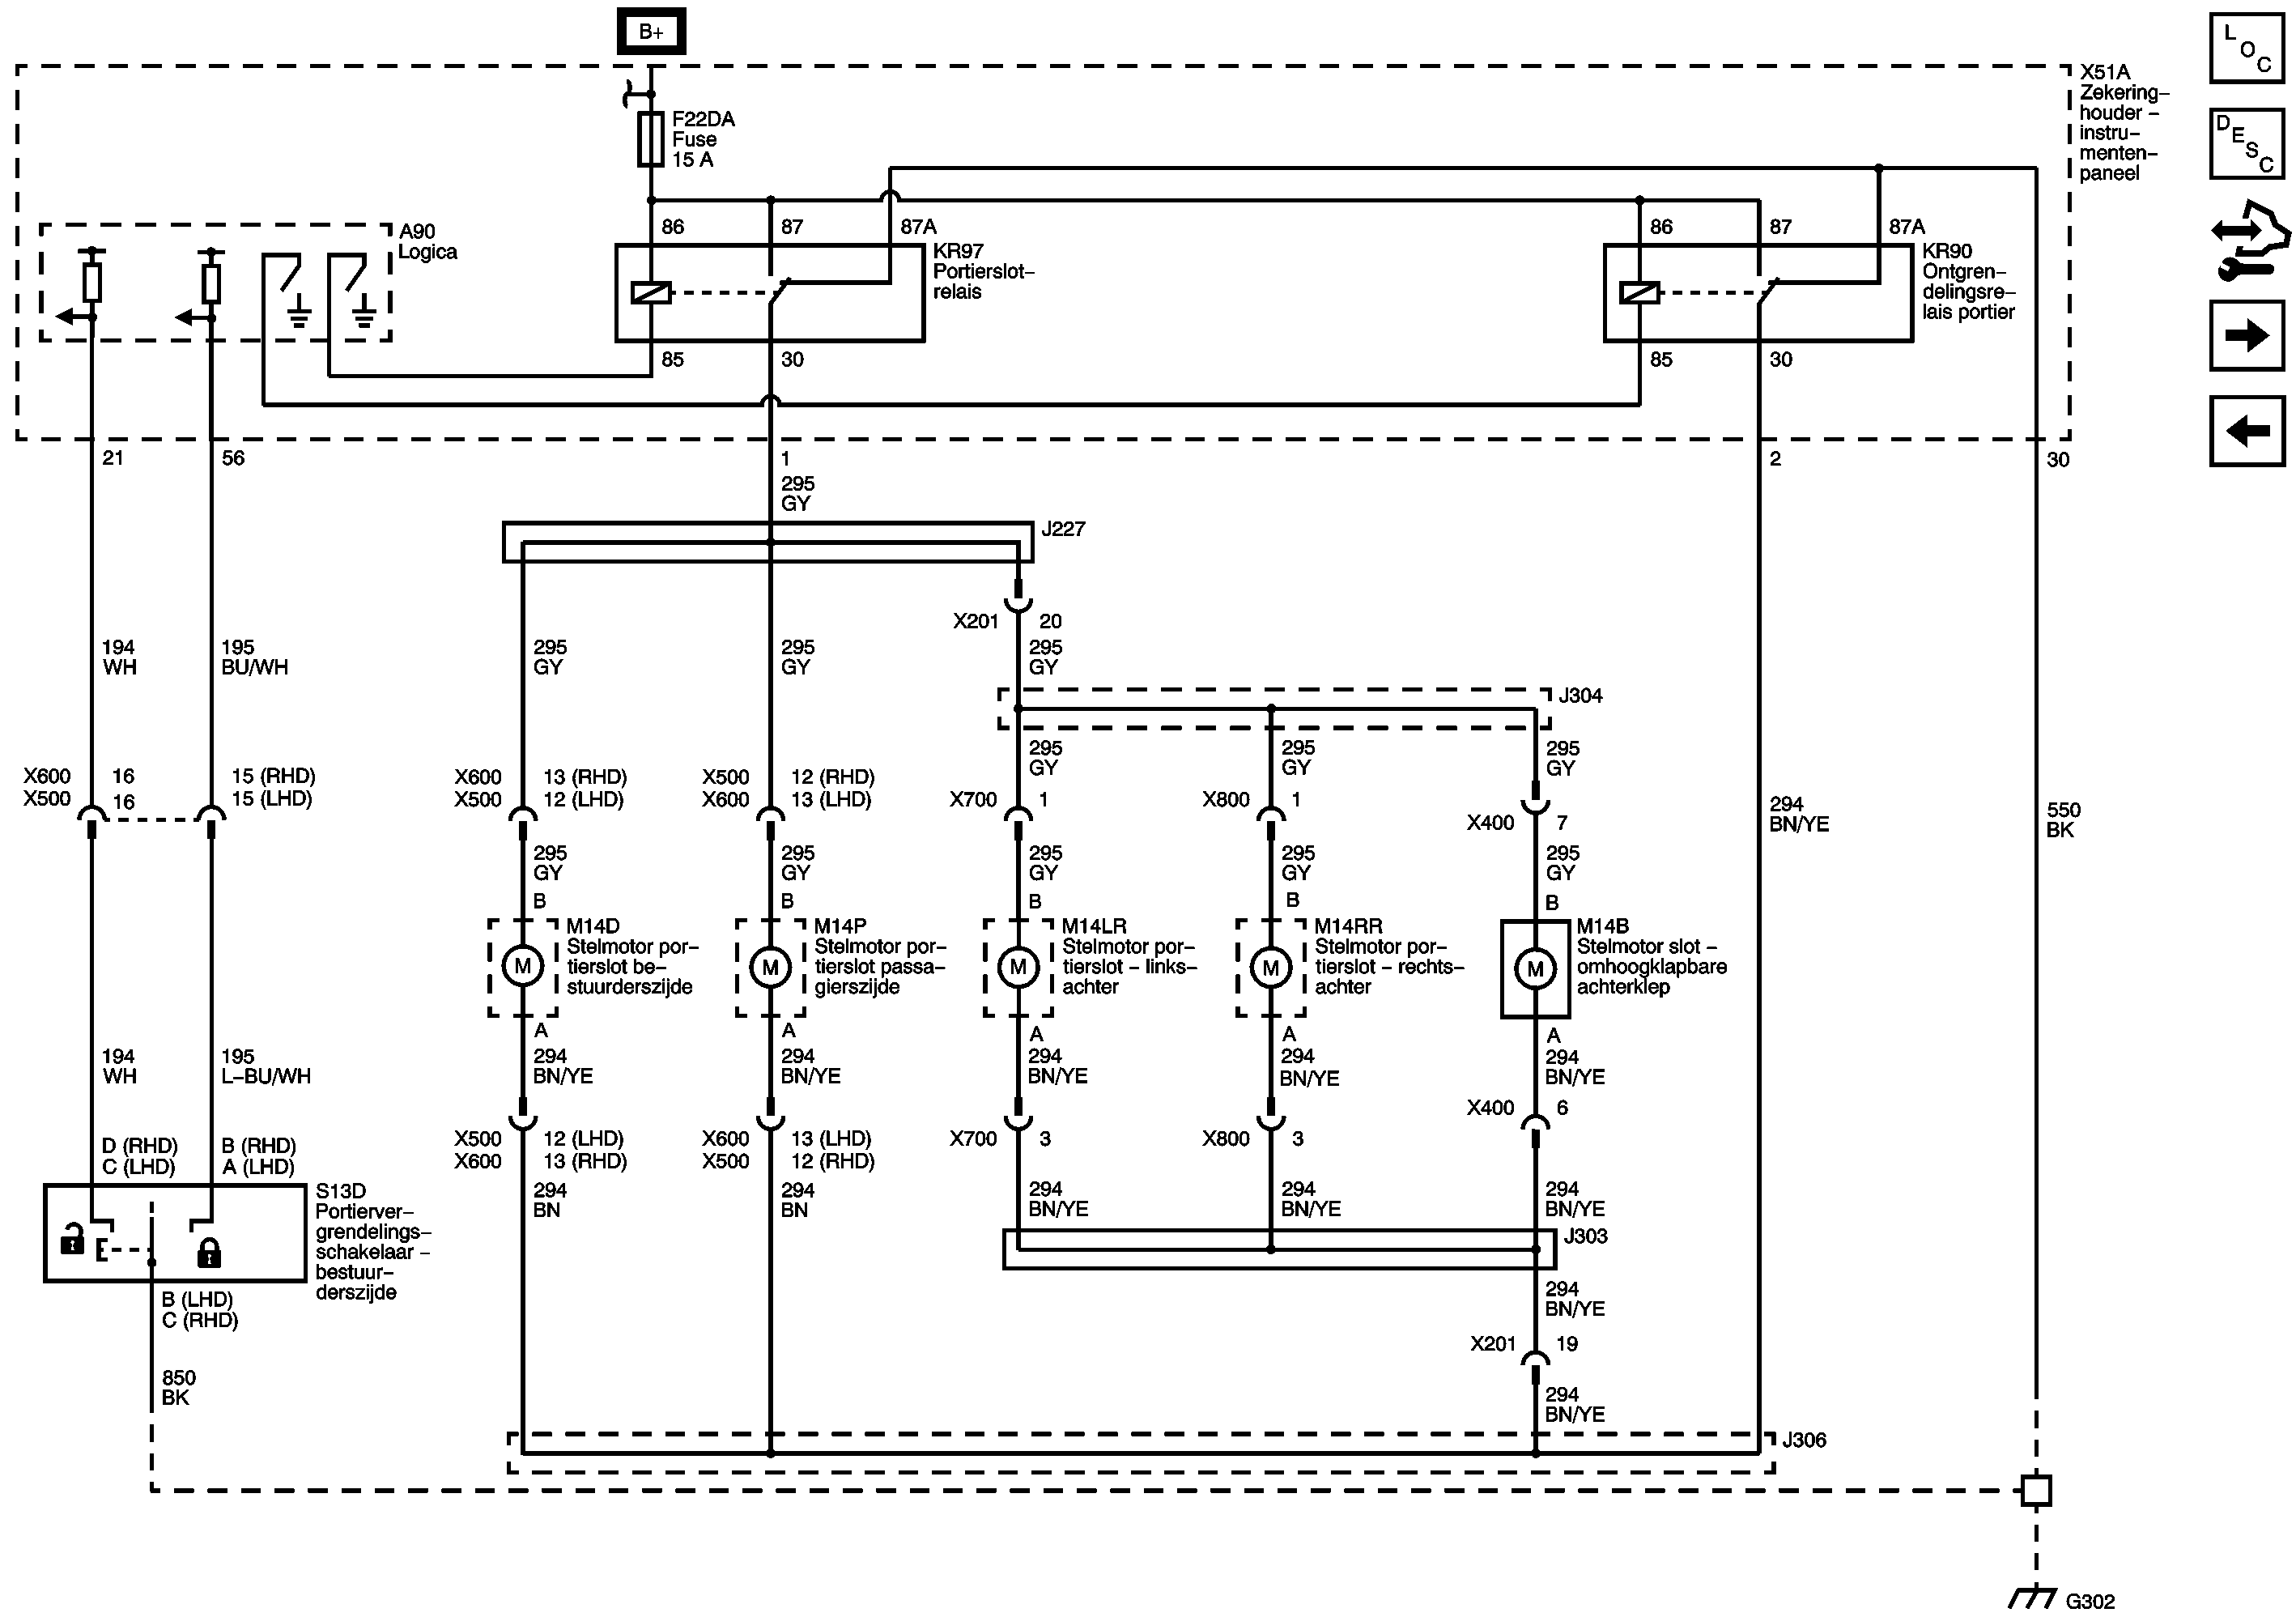 B+
L
O
C
D
E
S
C
X51A
Zekering–
houder –
instru–
menten–
paneel
F22DA
Fuse
15 A
86
87
87A
86
87
87A
A90
Logica
KR97
Portierslot–
relais
KR90
Ontgren–
delingsre–
lais portier
85
30
85
30
21
56
1
2
30
295
GY
J227
X201
20
194
WH
195
BU/WH
295
GY
295
GY
295
GY
J304
295
GY
295
GY
295
GY
X600
16
15 (RHD)
X500
16
15 (LHD)
X600
13 (RHD)
X500
12 (LHD)
X500
12 (RHD)
X600
13 (LHD)
X700
1
X800
1
X400
7
294
BN/YE
550
BK
295
GY
295
GY
295
GY
295
GY
295
GY
B
B
B
B
B
M14D
Stelmotor por–
tierslot be–
stuurderszijde
M14P
Stelmotor por–
tierslot passa–
gierszijde
M14LR
Stelmotor por–
tierslot – links–
achter
M14RR
Stelmotor por–
tierslot – rechts–
achter
M14B
Stelmotor slot –
omhoogklapbare
achterklep
M
M
M
M
M
A
A
A
A
A
194
WH
195
L–BU/WH
294
BN/YE
294
BN/YE
294
BN/YE
294
BN/YE
294
BN/YE
X400
6
D (RHD)
C (LHD)
B (RHD)
A (LHD)
X500
12 (LHD)
X600
13 (RHD)
X600
13 (LHD)
X500
12 (RHD)
X700
3
X800
3
S13D
Portierver–
grendelings–
schakelaar –
bestuur–
derszijde
294
BN
294
BN
294
BN/YE
294
BN/YE
294
BN/YE
J303
B (LHD)
C (RHD)
294
BN/YE
X201
19
850
BK
294
BN/YE
J306
G302